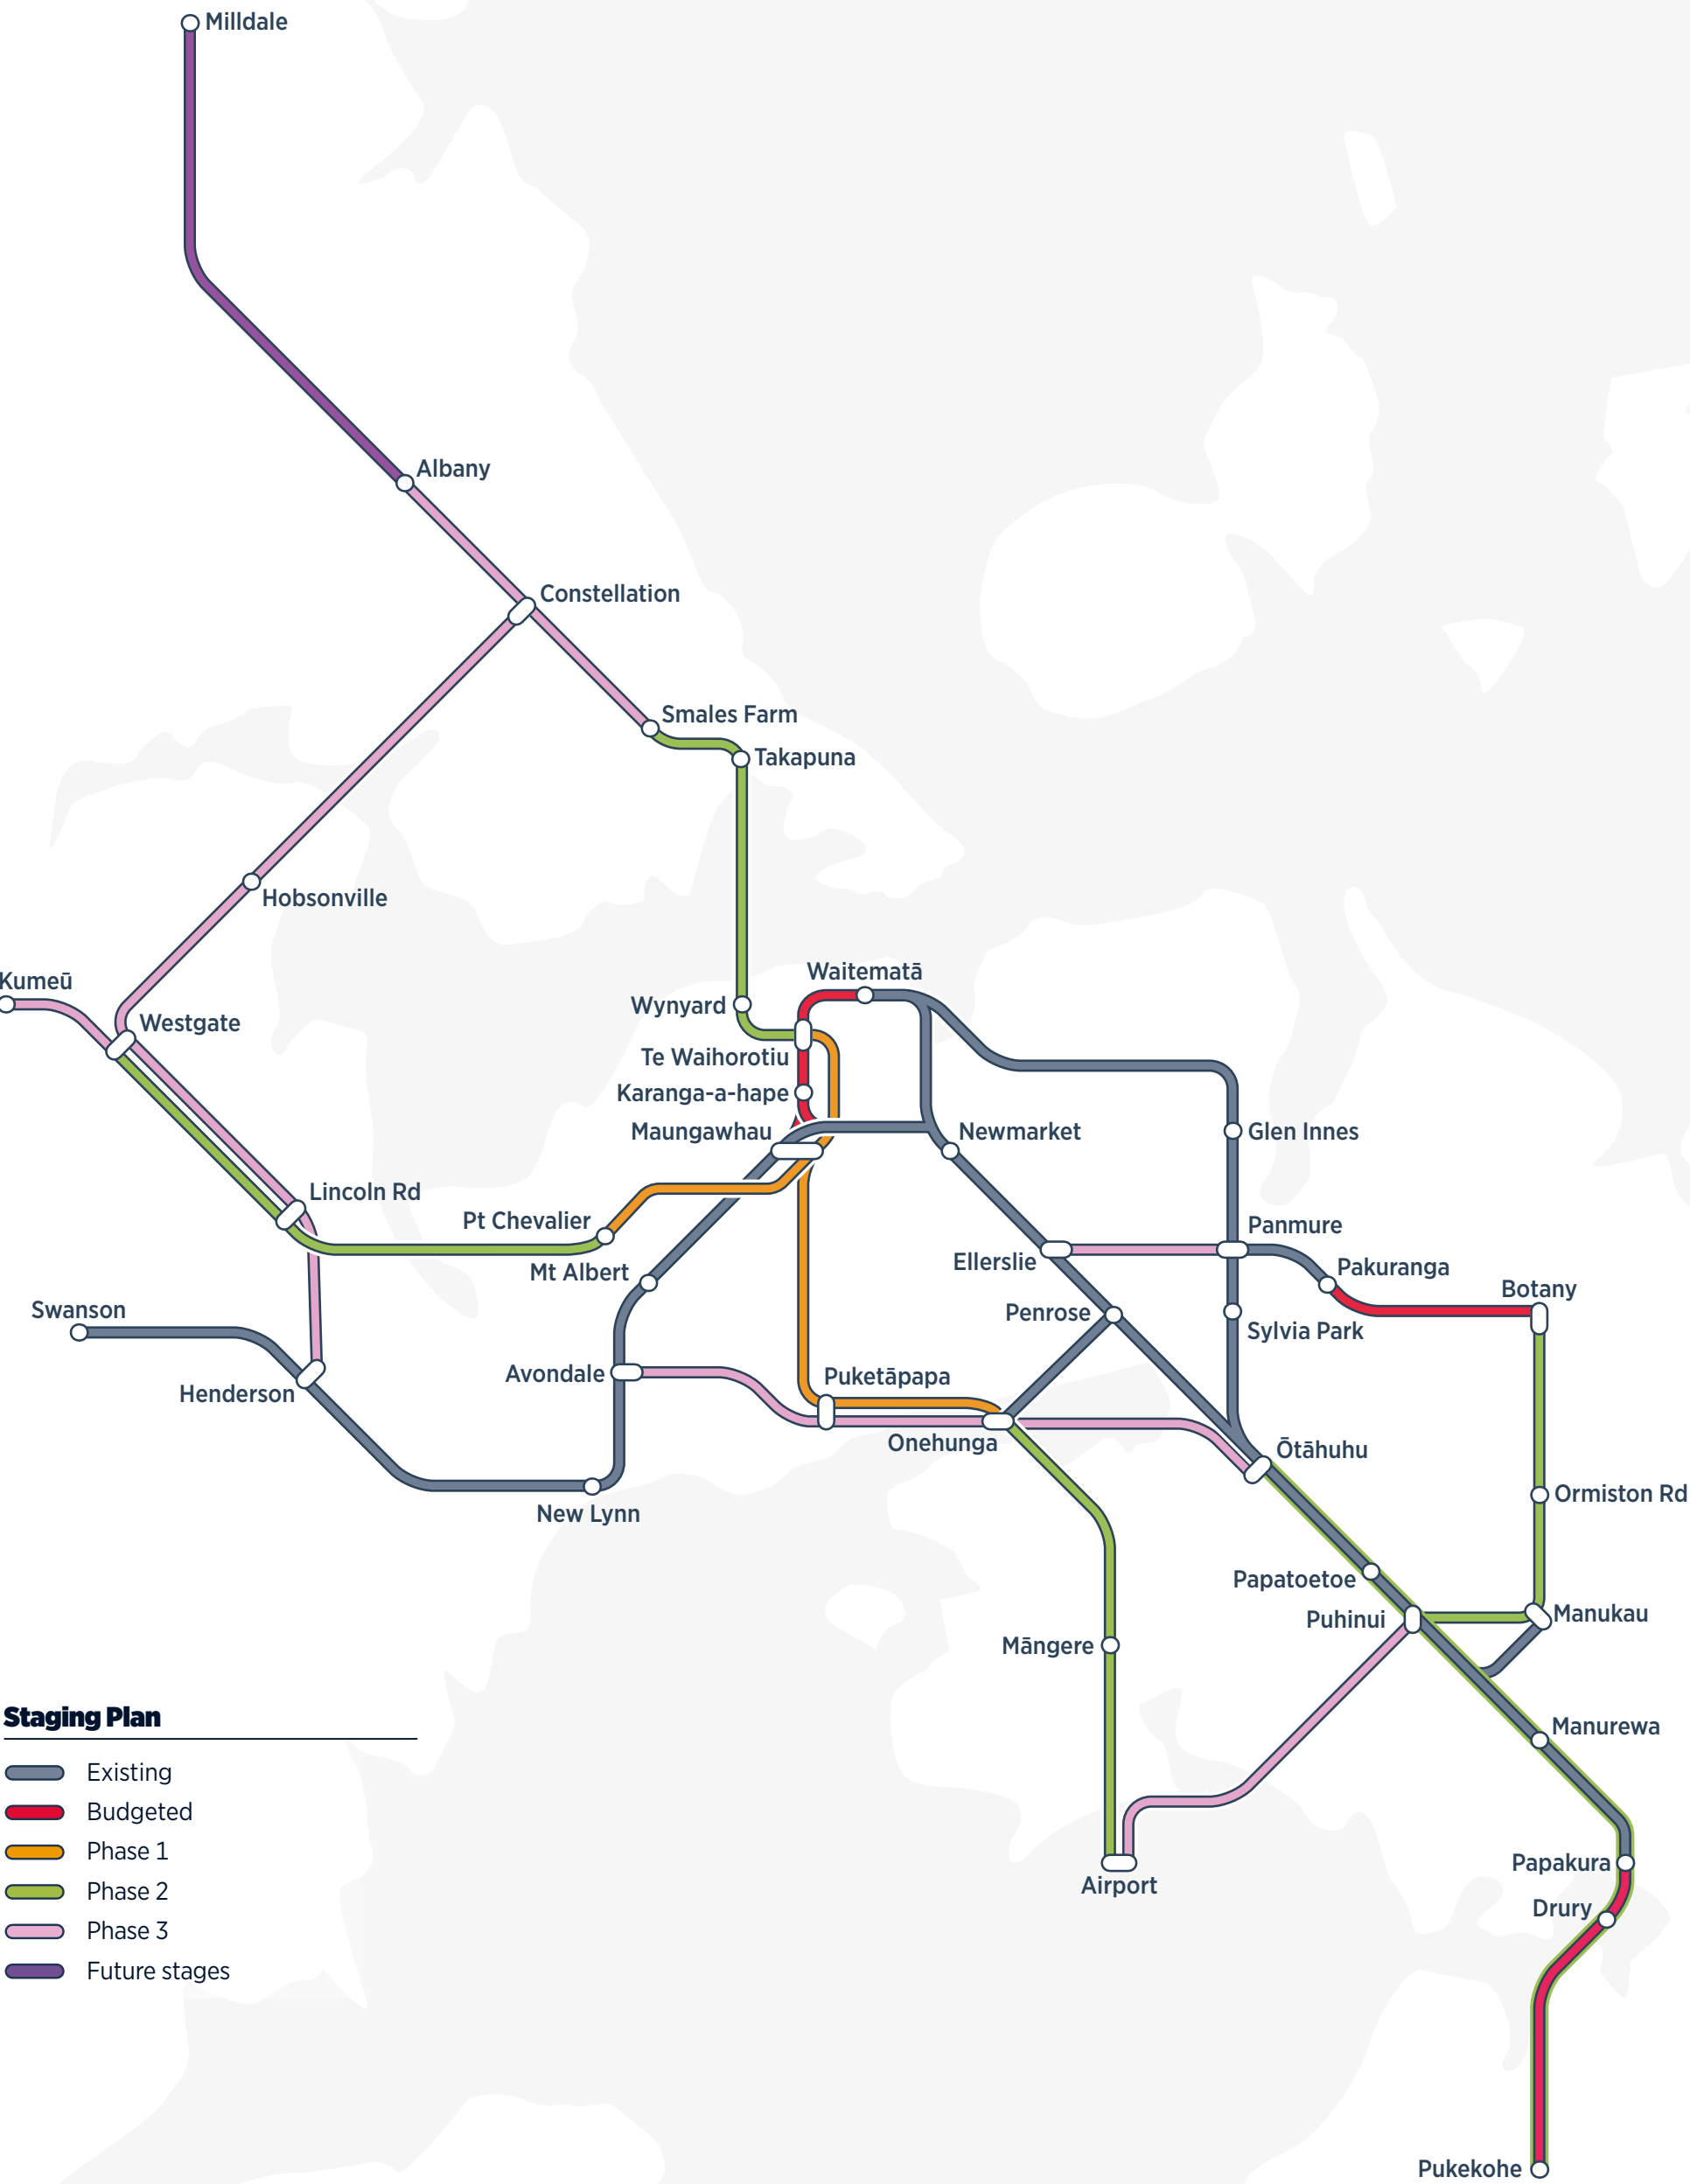 Milldale
Albany
Constellation
Smales Farm
Takapuna
Hobsonville
Waitematā
Kumeū
Wynyard
Westgate
Te Waihorotiu
Karanga-a-hape
Maungawhau
Newmarket
Glen Innes
Lincoln Rd
Pt Chevalier
Panmure
Ellerslie
Pakuranga
Mt Albert
Botany
Swanson
Penrose
Sylvia Park
Avondale
Puketāpapa
Henderson
Onehunga
Ōtāhuhu
Ormiston Rd
New Lynn
Papatoetoe
Manukau
Puhinui
Māngere
Staging Plan
Manurewa
Existing
Budgeted
Phase 1
Papakura
Airport
Phase 2
Drury
Phase 3
Future stages
Pukekohe